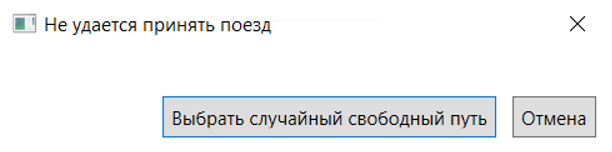 Не удается принять поезд
Выбрать случайный свободный путь
Отмена